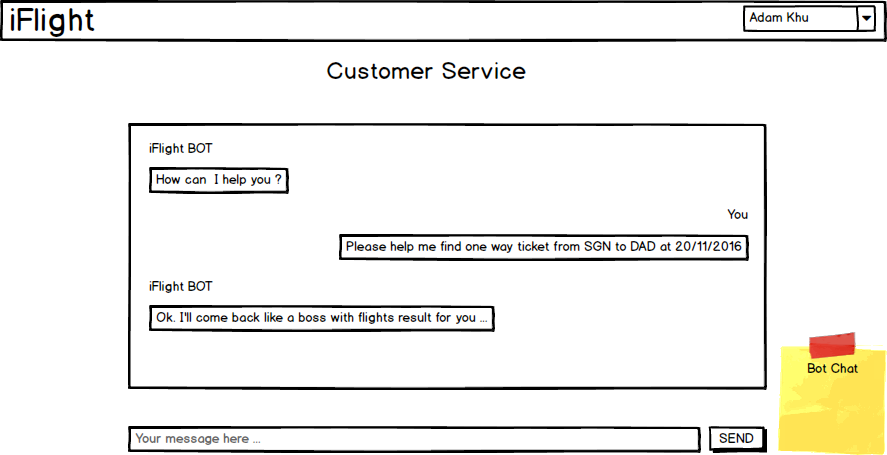 iFlight
Adam Khu
Customer Service
iFlight BOT
How can I help you ?
You
Please help me find one way ticket from SGN to DAD at 20/11/2016
iFlight BOT
Ok. I'll come back like a boss with flights result for you ...
Bot Chat
Your message here ...
SEND